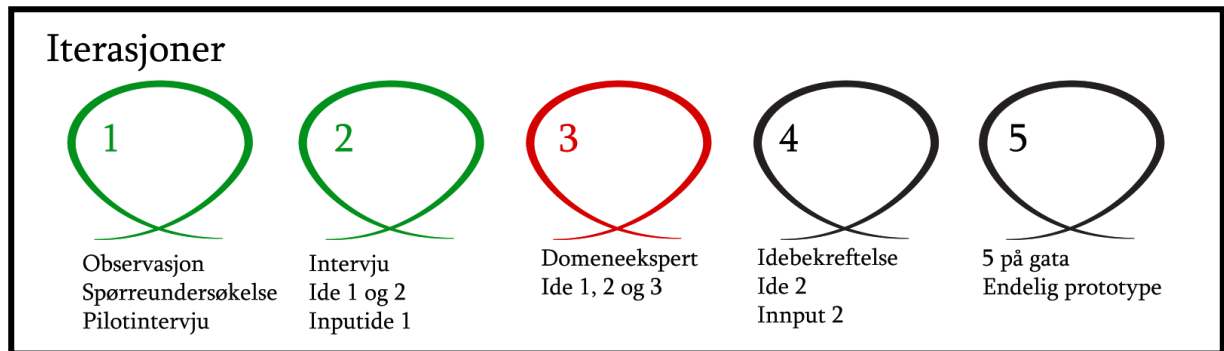 Iterasjoner
1
2
3
4
5
Observasjon
Spørreundersøkelse
Pilotintervju
Intervju
Ide 1 og 2
Inputide 1
Domeneekspert
Ide 1, 2 og 3
Idebekreftelse
Ide 2
Innput 2
5 på gata
Endelig prototype